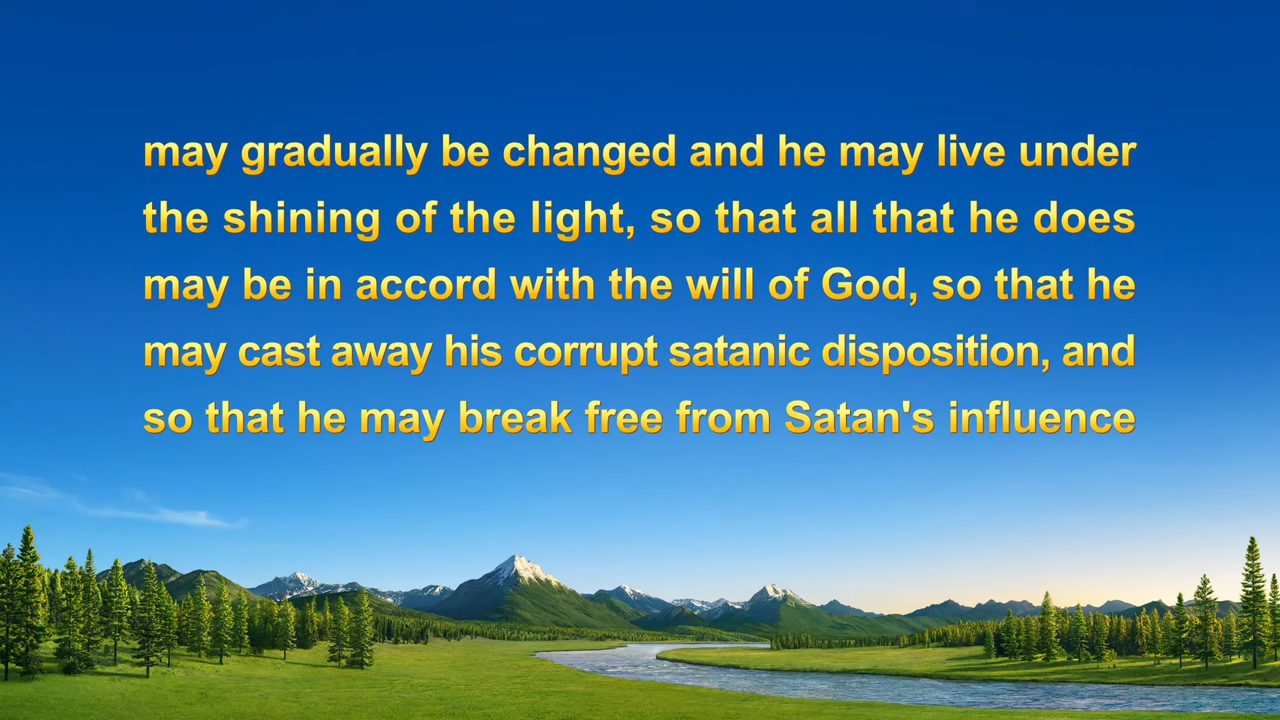 may gradually be changed and he may live under
the shining of the light, so that all that he does
may be in accord with the will of God, so that he
may cast away his corrupt satanic disposition, and
so that he may break free from Satan's influence